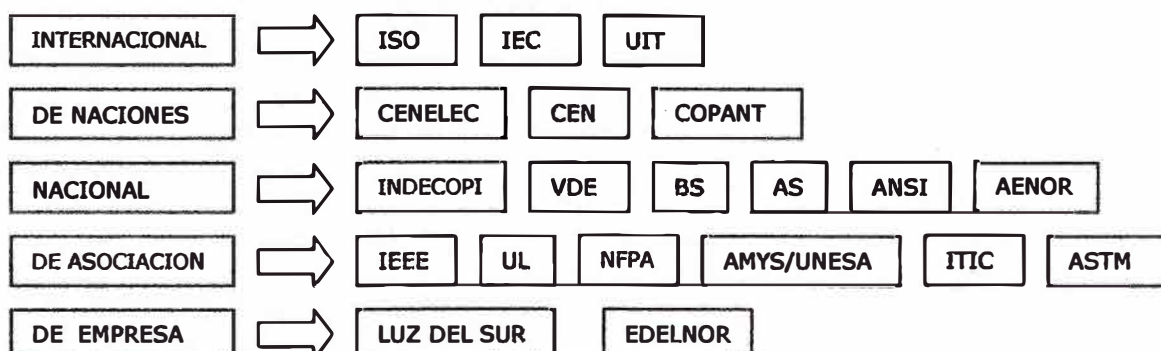 INTERNACIONAL ISO IEC UIT
DE NACIONES CENELEC CEN COPANT
NACIONAL INDECOPI VDE BS AS ANSI AENOR
DE ASOCIACION IEEE UL NFPA AMYS/UNESA ITIC ASTM
DE EMPRESA LUZ DEL SUR EDELNOR